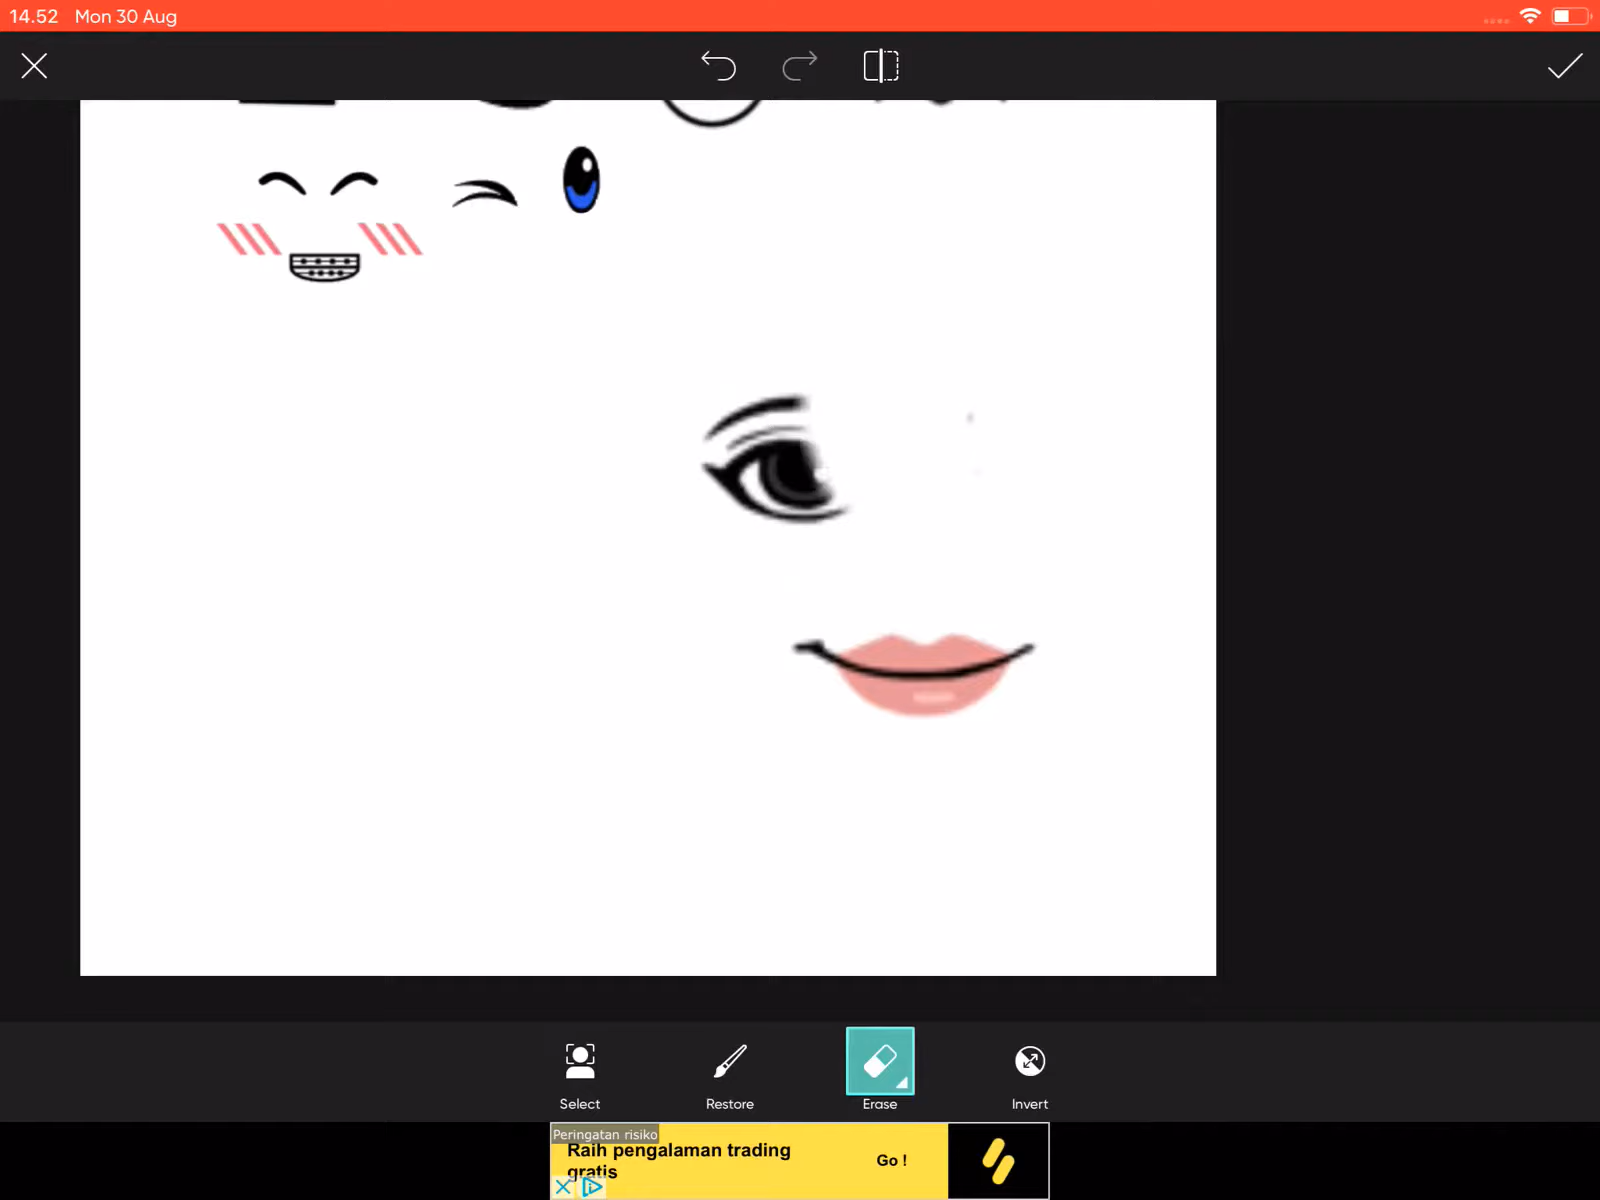 14.52 Mon 30 Aug
Select
Restore
Erase
Invert
Peringatan risiko
Raih pengalaman trading
gratis
Go !